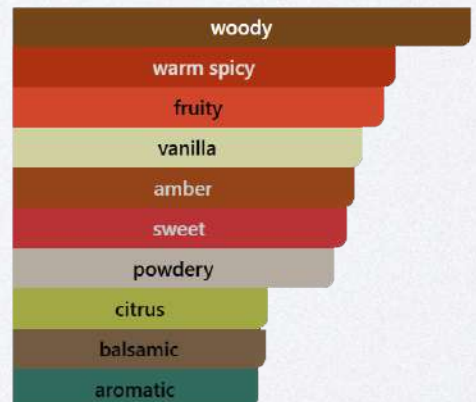 woody
warm spicy
fruity
vanilla
amber
sweet
powdery
citrus
balsamic
aromatic